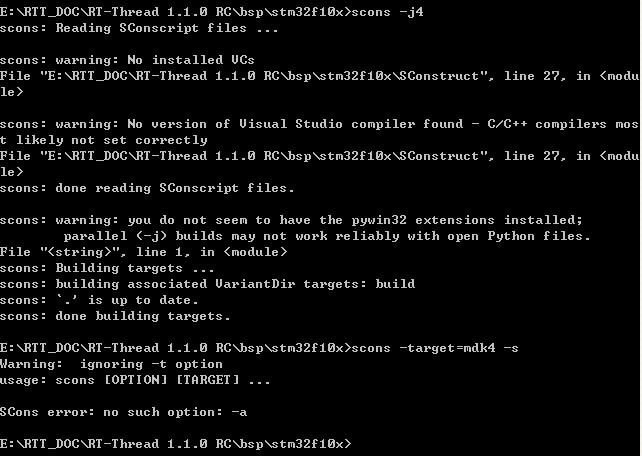 E:\RTT_DOC\RT-Thread 1.1.0 RC\bsp\stm32f10x>scons -j4
scons: Reading SConscript files ...
scons: warning: No installed VCs
File "E:\RTT_DOC\RT-Thread 1.1.0 RC\bsp\stm32f10x\SConstruct", line 27, in <modu
le>
scons: warning: No version of Visual Studio compiler found - C/C++ compilers mos
t likely not set correctly
File "E:\RTT_DOC\RT-Thread 1.1.0 RC\bsp\stm32f10x\SConstruct", line 27, in <modu
le>
scons: done reading SConscript files.
scons: warning: you do not seem to have the pywin32 extensions installed;
parallel (-j) builds may not work reliably with open Python files.
File "<string>", line 1, in <module>
scons: Building targets ...
scons: building associated VariantDir targets: build
scons: `.' is up to date.
scons: done building targets.
E:\RTT_DOC\RT-Thread 1.1.0 RC\bsp\stm32f10x>scons -target=mdk4 -s
Warning:  ignoring -t option
usage: scons [OPTION] [TARGET] ...
SCons error: no such option: -a
E:\RTT_DOC\RT-Thread 1.1.0 RC\bsp\stm32f10x>